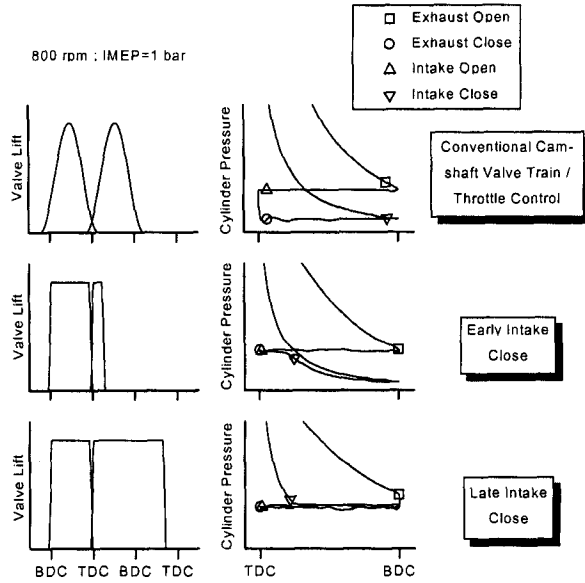 Exhaust Open
Exhaust Close
Intake Open
Intake Close
800 rpm ; IMEP=1 bar
Valve Lift
Cylinder Pressure
Conventional Cam-
shaft Valve Train /
Throttle Control
Valve Lift
Cylinder Pressure
Early Intake
Close
Valve Lift
Cylinder Pressure
Late Intake
Close
BDC TDC BDC TDC
TDC BDC